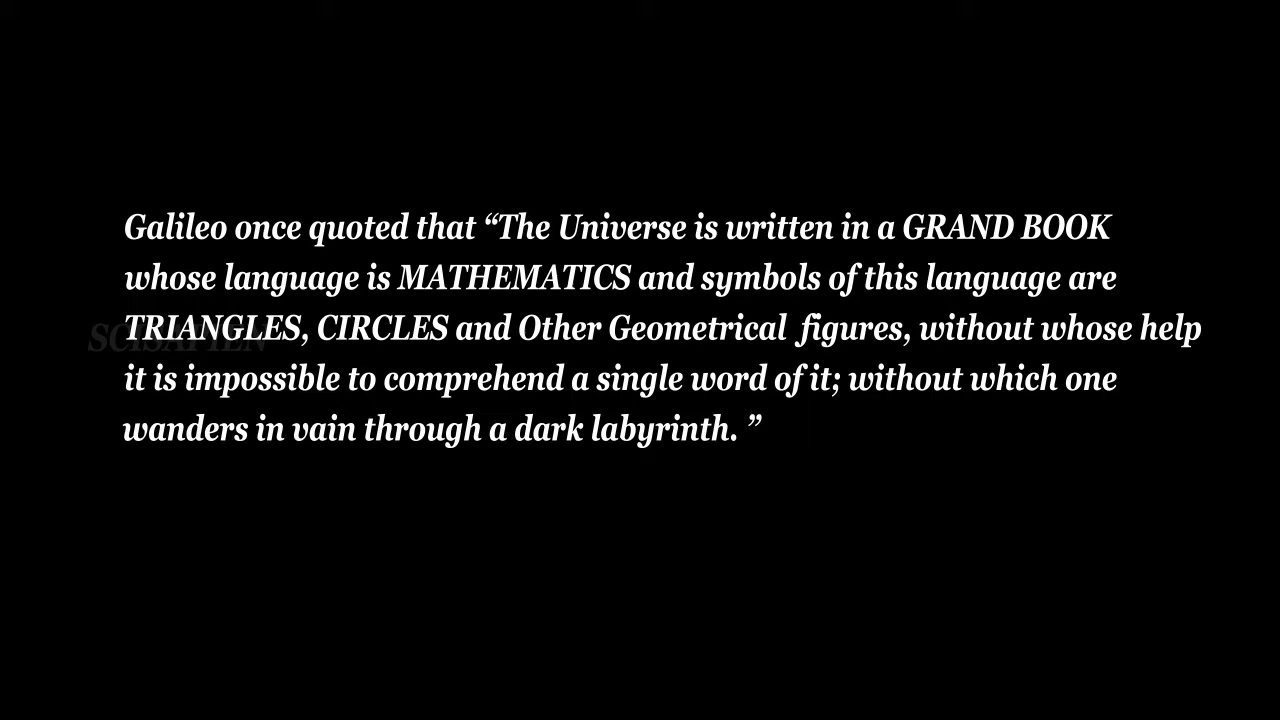 Galileo once quoted that “The Universe is written in a GRAND BOOK
whose language is MATHEMATICS and symbols of this language are
TRIANGLES, CIRCLES and Other Geometrical figures, without whose help
it is impossible to comprehend a single word of it; without which one
wanders in vain through a dark labyrinth. ”
SCISAPIEN